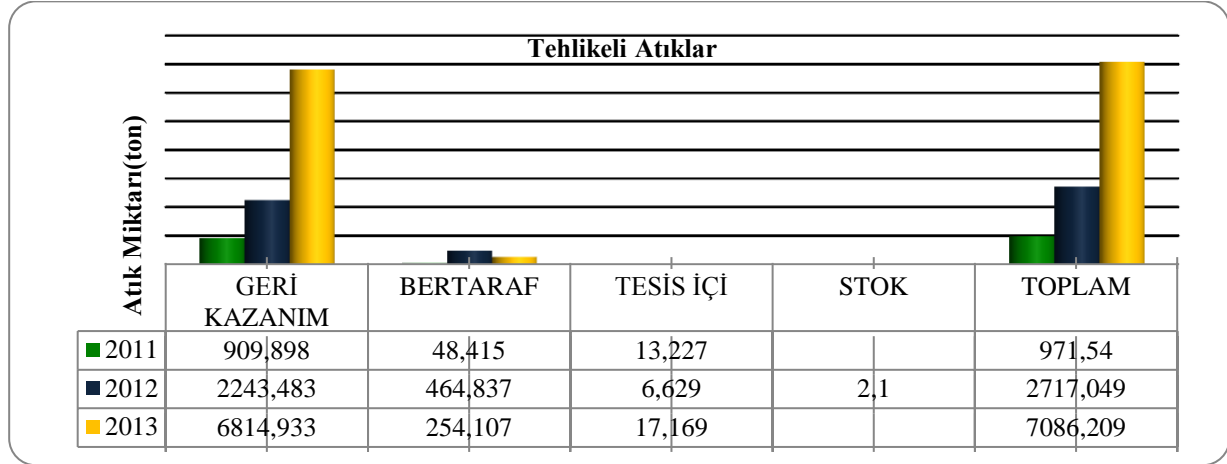 Tehlikeli Atıklar
Atık Miktarı(ton)
GERİ KAZANIM BERTARAF TESİS İÇİ STOK TOPLAM
2011 909,898 48,415 13,227 971,54
2012 2243,483 464,837 6,629 2,1 2717,049
2013 6814,933 254,107 17,169 7086,209